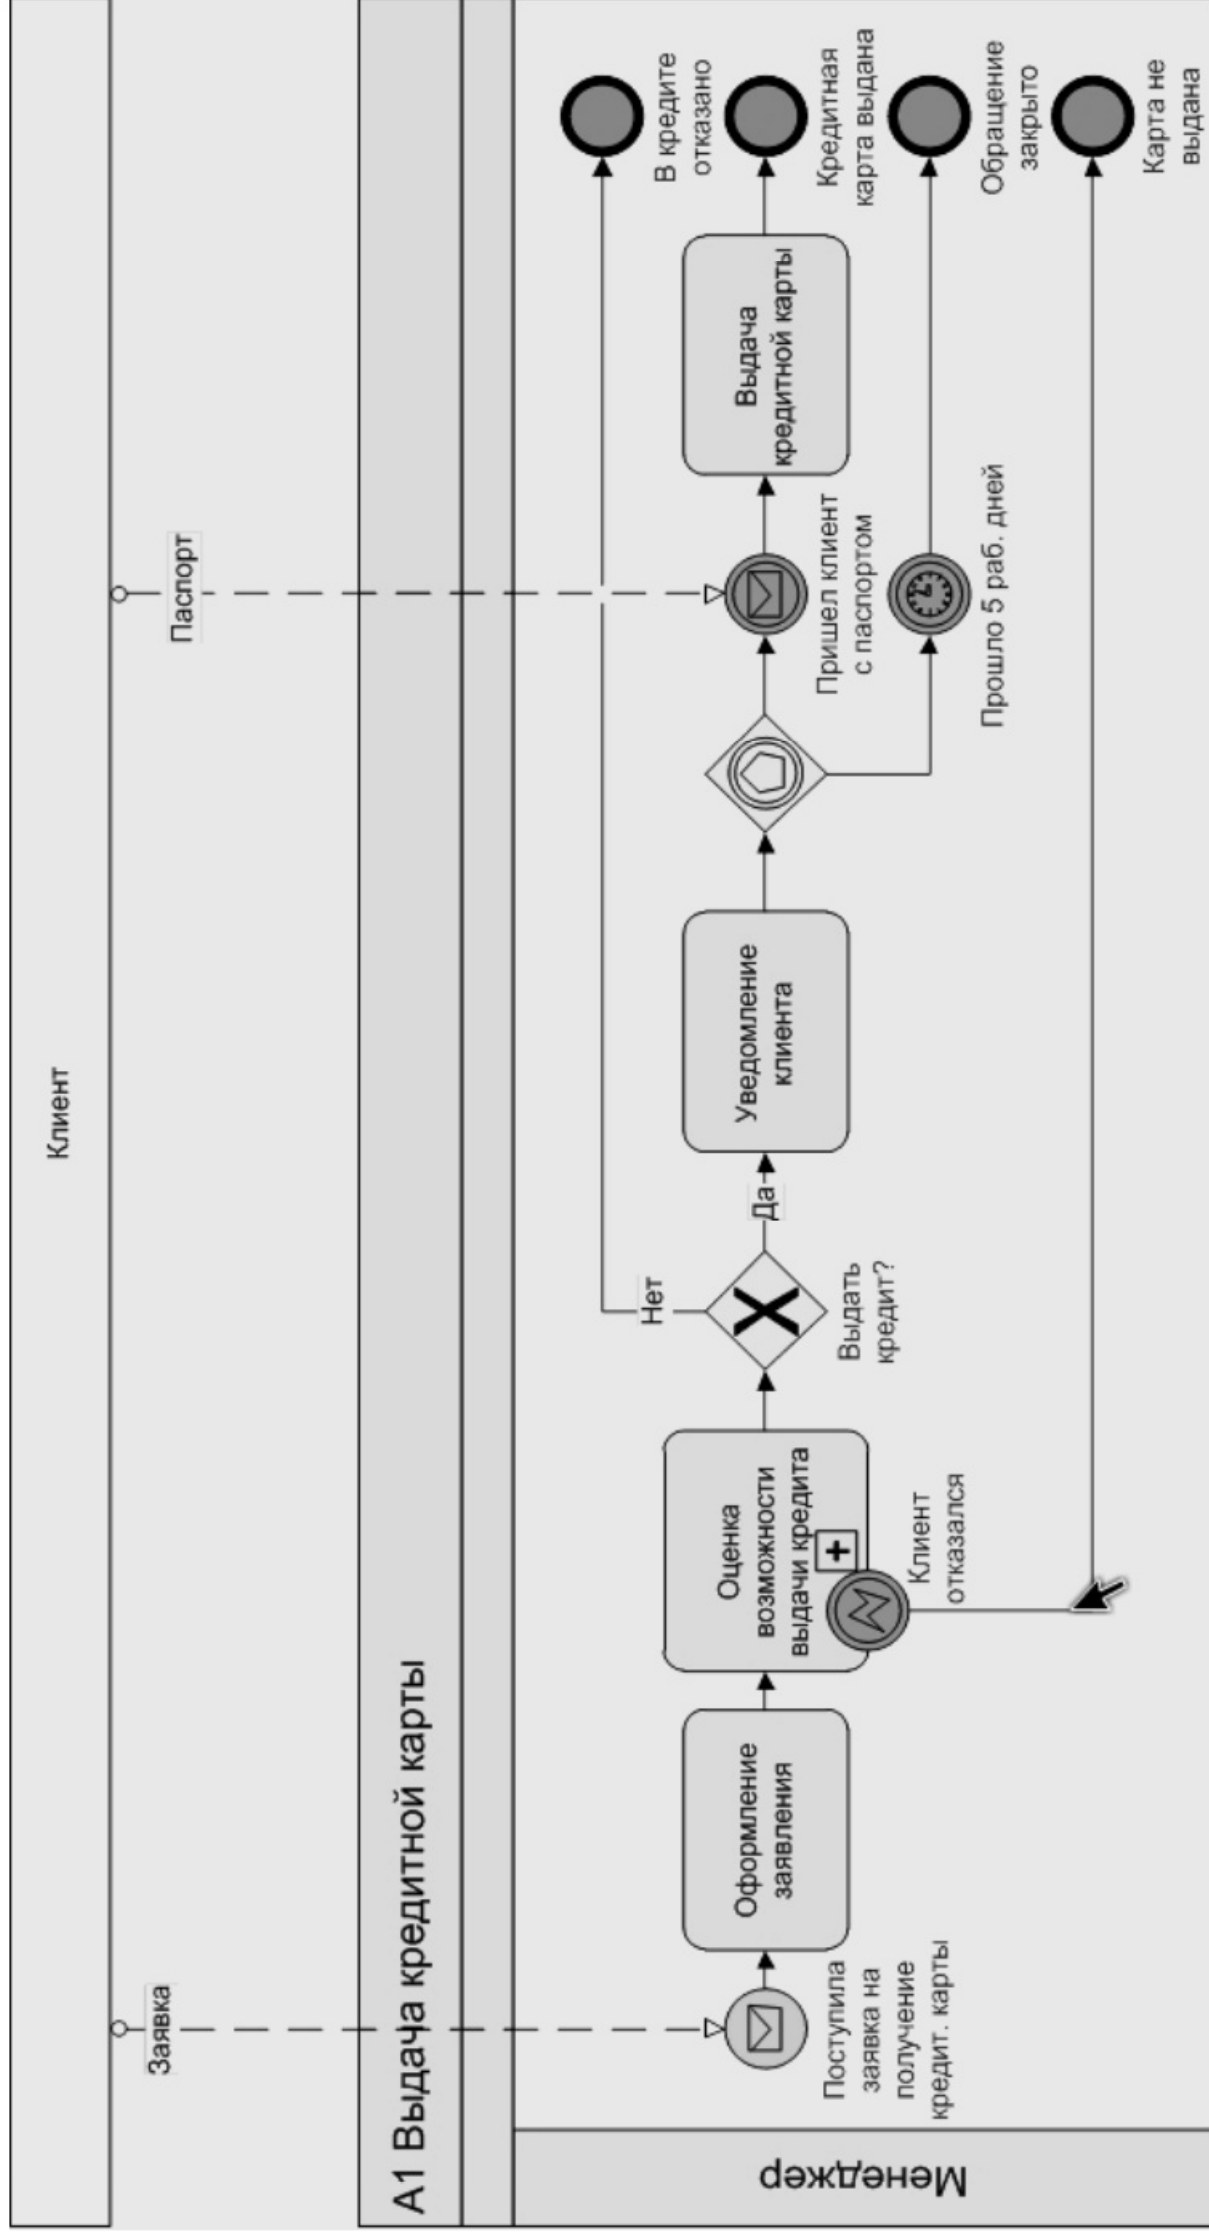 Клиент
Заявка
Паспорт
А1 Выдача кредитной карты
Менеджер
Поступила
заявка на
получение
кредит. карты
Оформление
заявления
Оценка
возможности
выдачи кредита
Клиент
отказался
Выдать
кредит?
Нет
Да
Уведомление
клиента
Пришел клиент
с паспортом
Прошло 5 раб. дней
Выдача
кредитной карты
В кредите
отказано
Кредитная
карта выдана
Обращение
закрыто
Карта не
выдана